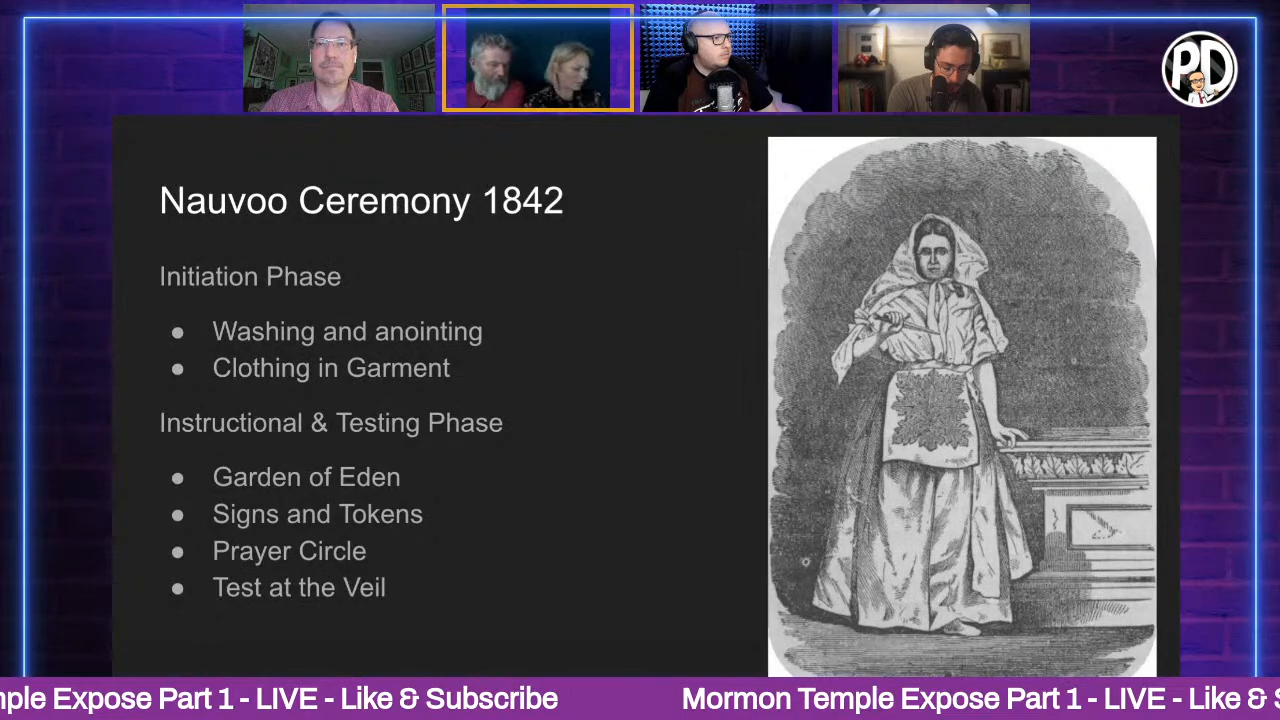 PD
Nauvoo Ceremony 1842
Initiation Phase
● Washing and anointing
● Clothing in Garment
Instructional & Testing Phase
● Garden of Eden
● Signs and Tokens
● Prayer Circle
● Test at the Veil
mple Expose Part 1 - LIVE - Like & Subscribe Mormon Temple Expose Part 1 - LIVE - Like & S